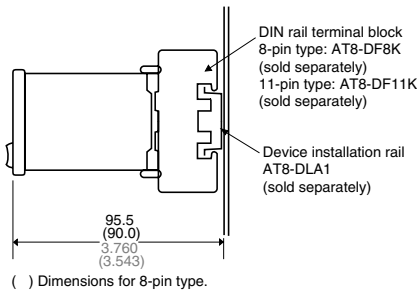 DIN rail terminal block
8-pin type: AT8-DF8K
(sold separately)
11-pin type: AT8-DF11K
(sold separately)
Device installation rail
AT8-DLA1
(sold separately)
95.5
(90.0)
3.760
(3.543)
( ) Dimensions for 8-pin type.